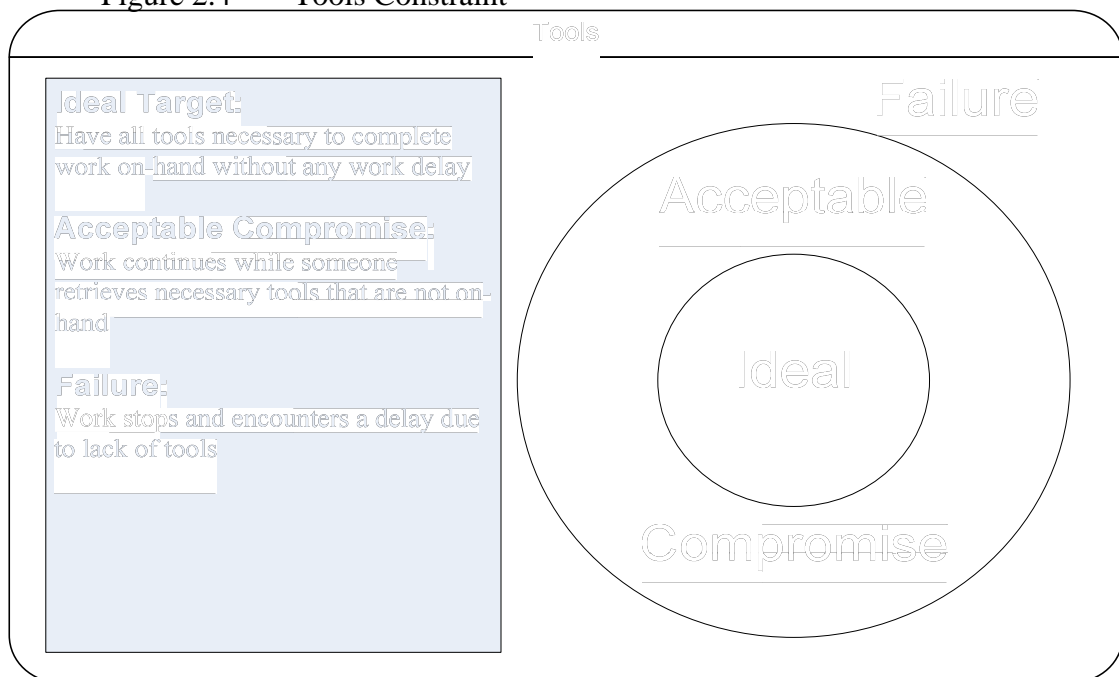 Figure 2.4 Tools Constraint
Tools
Ideal Target:
Have all tools necessary to complete
work on-hand without any work delay
Acceptable Compromise:
Work continues while someone
retrieves necessary tools that are not on-
hand
Failure:
Work stops and encounters a delay due
to lack of tools
Failure
Acceptable
Ideal
Compromise